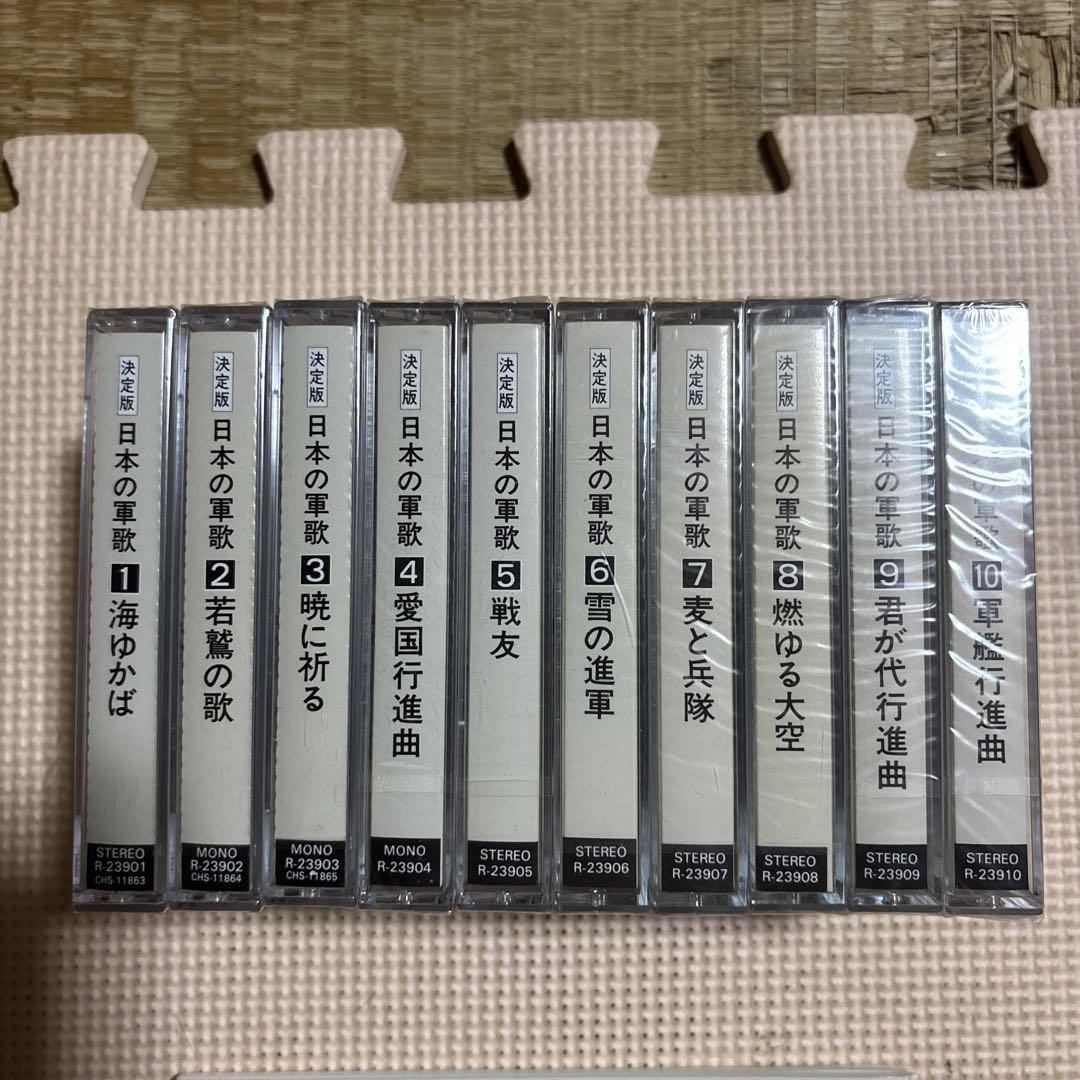 決定版 日本の軍歌 1 海ゆかば
STEREO
R-23901
CHS-11863
決定版 日本の軍歌 2 若鷲の歌
MONO
R-23902
CHS-11864
決定版 日本の軍歌 3 暁に祈る
MONO
R-23903
CHS-11865
決定版 日本の軍歌 4 愛国行進曲
MONO
R-23904
決定版 日本の軍歌 5 戦友
STEREO
R-23905
決定版 日本の軍歌 6 雪の進軍
STEREO
R-23906
決定版 日本の軍歌 7 麦と兵隊
STEREO
R-23907
決定版 日本の軍歌 8 燃ゆる大空
STEREO
R-23908
決定版 日本の軍歌 9 君が代行進曲
STEREO
R-23909
の軍歌 10 軍艦行進曲
STEREO
R-23910